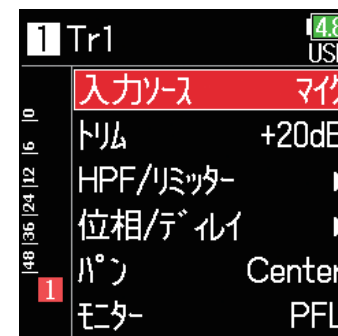 1 Tr1 4.8
USB
入力ソース マイク
トリム +20dB
HPF/リミッター
位相/ディレイ
パン Center
モニター PFL
|48 |36 |24 |12 |6 |0
1